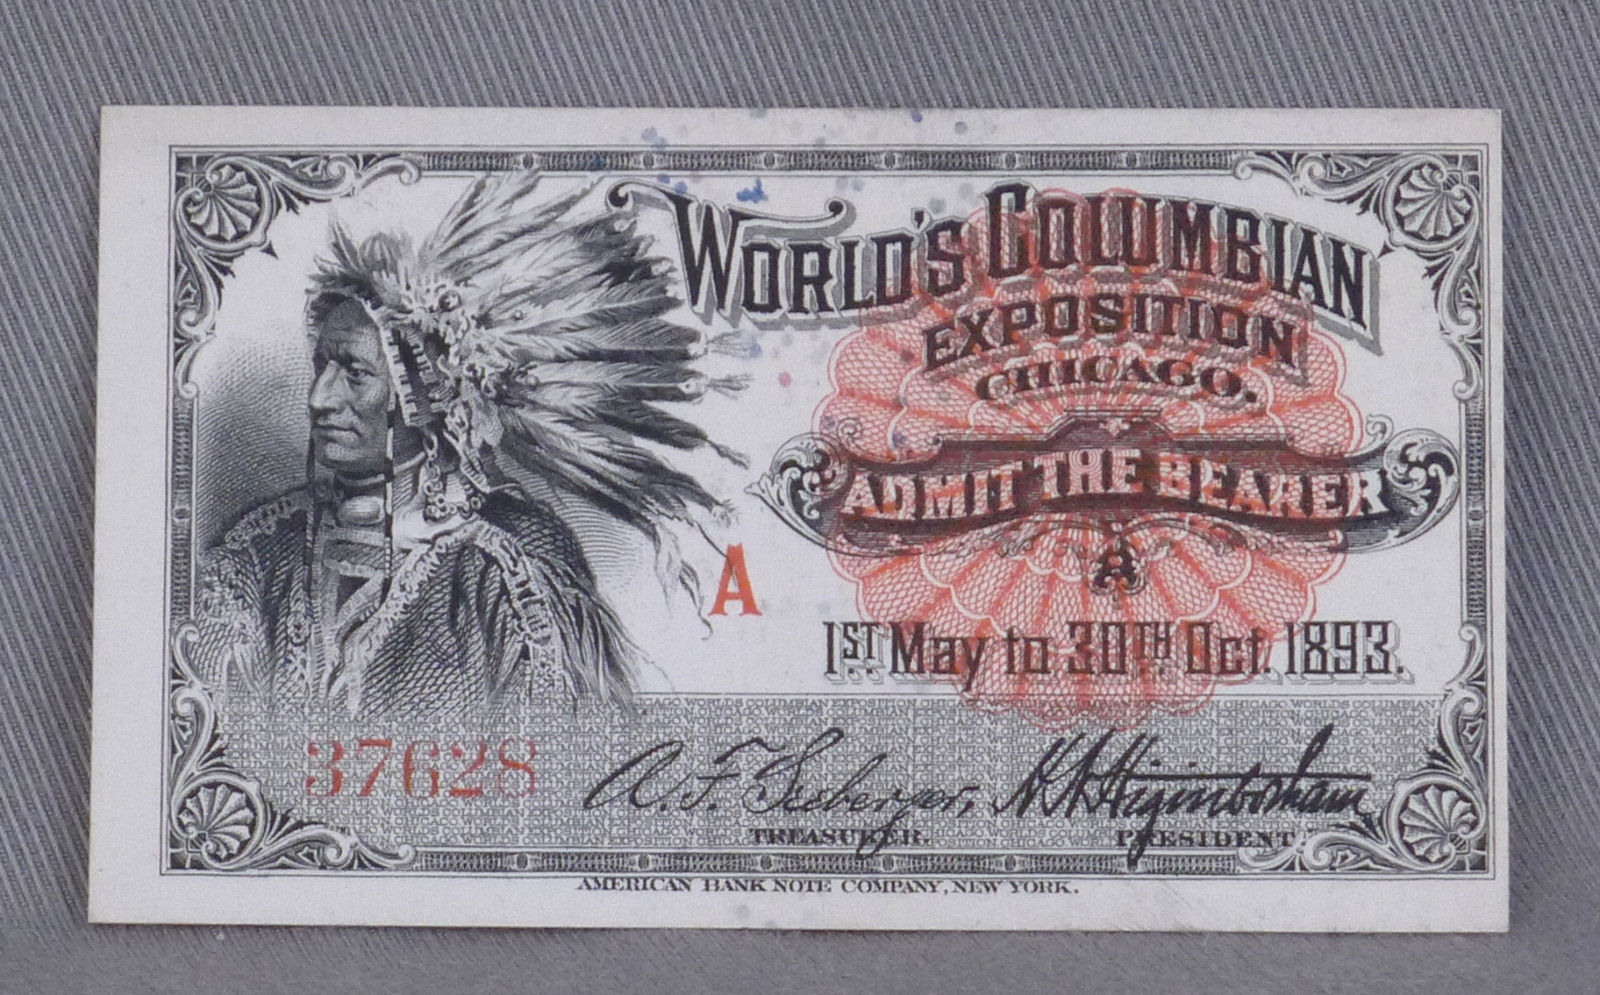 WORLD'S COLUMBIAN
EXPOSITION
CHICAGO.
ADMIT THE BEARER
A
A
1ST May to 30TH Oct. 1893.
37628
A. F. Seeberger, H. N. Higinbotham
TREASURER. PRESIDENT.
AMERICAN BANK NOTE COMPANY, NEW YORK.